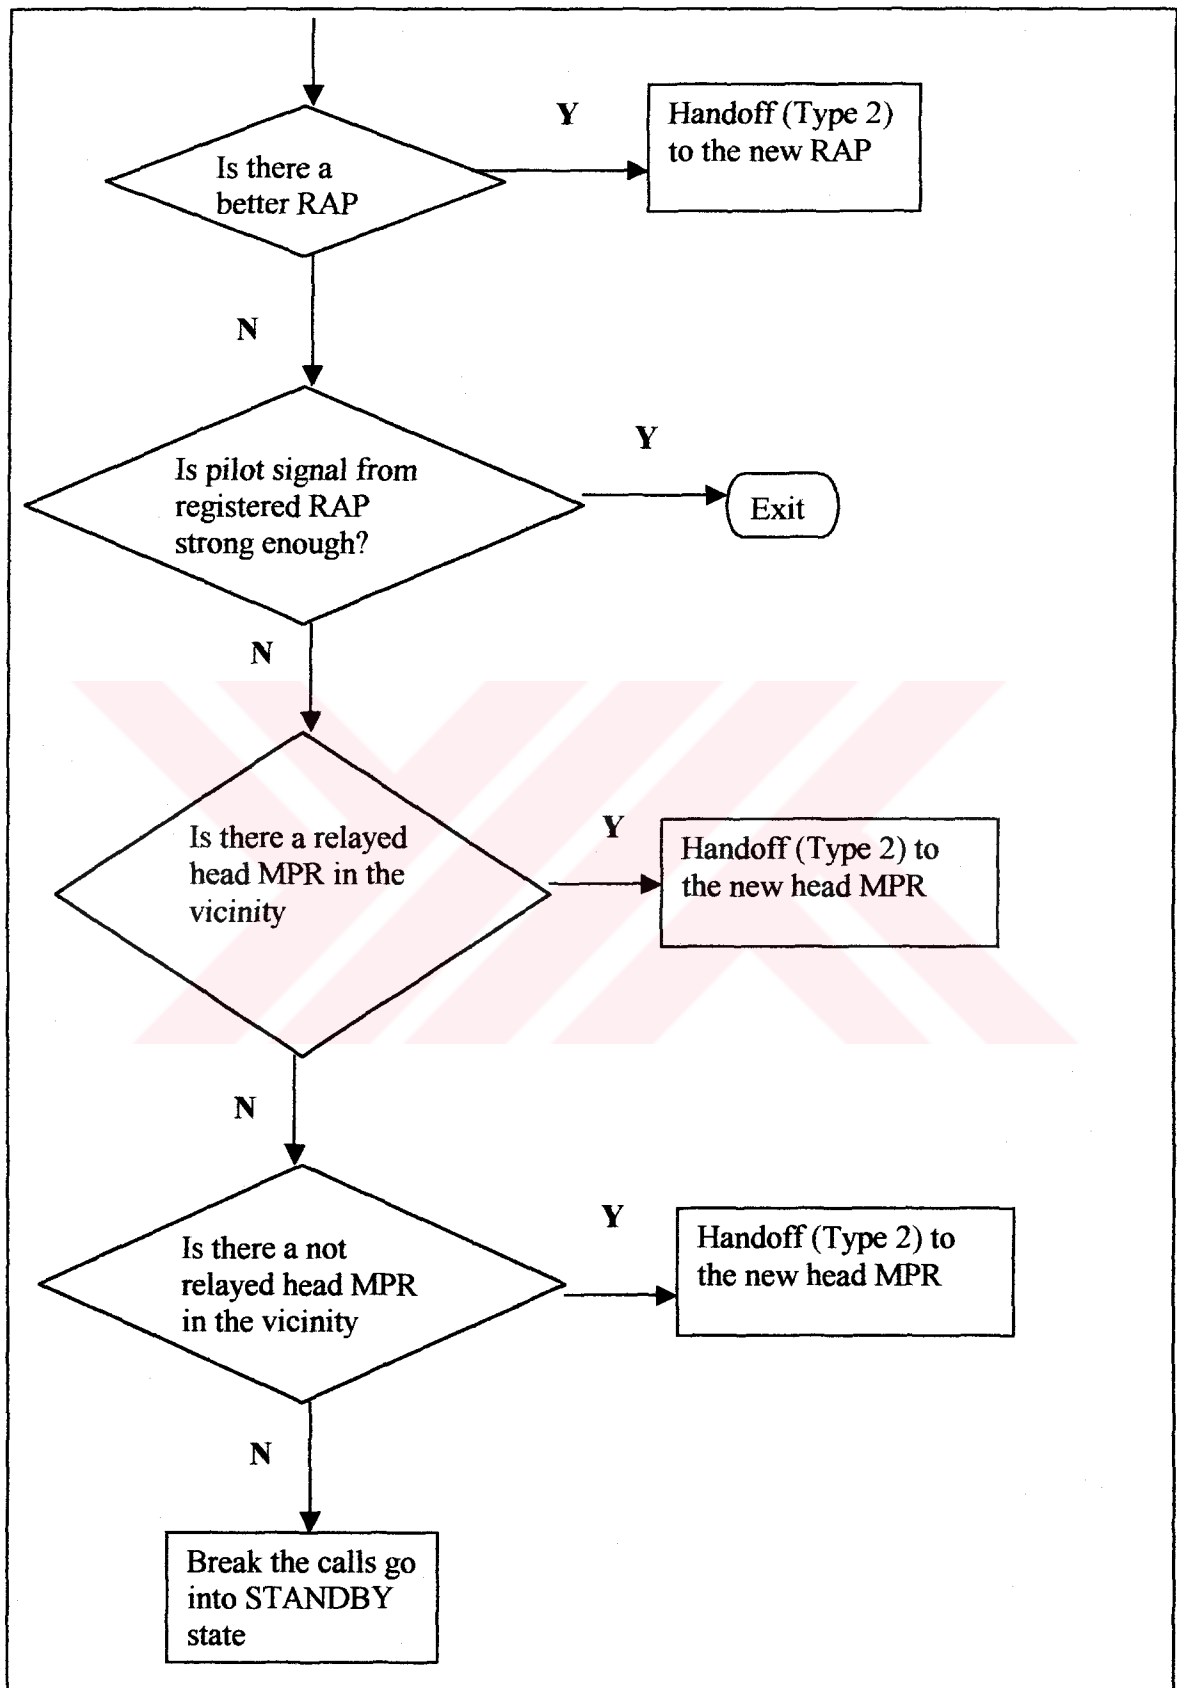 Y
Handoff (Type 2)
to the new RAP
Is there a
better RAP
N
Y
Is pilot signal from
registered RAP
strong enough?
Exit
N
Y
Is there a relayed
head MPR in the
vicinity
Handoff (Type 2) to
the new head MPR
N
Y
Is there a not
relayed head MPR
in the vicinity
Handoff (Type 2) to
the new head MPR
N
Break the calls go
into STANDBY
state